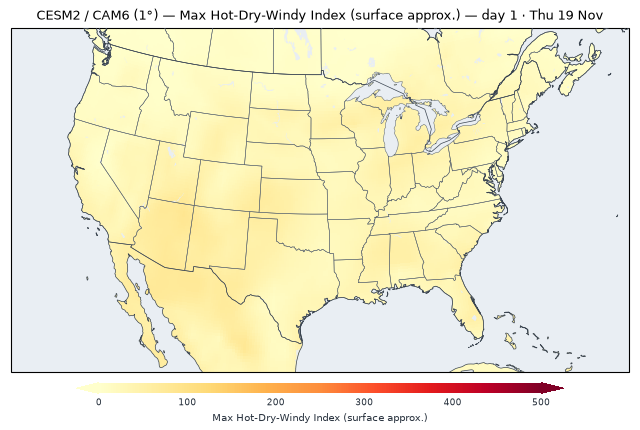 CESM2 / CAM6 (1°) — Max Hot-Dry-Windy Index (surface approx.) — day 1 · Thu 19 Nov
0 100 200 300 400 500
Max Hot-Dry-Windy Index (surface approx.)